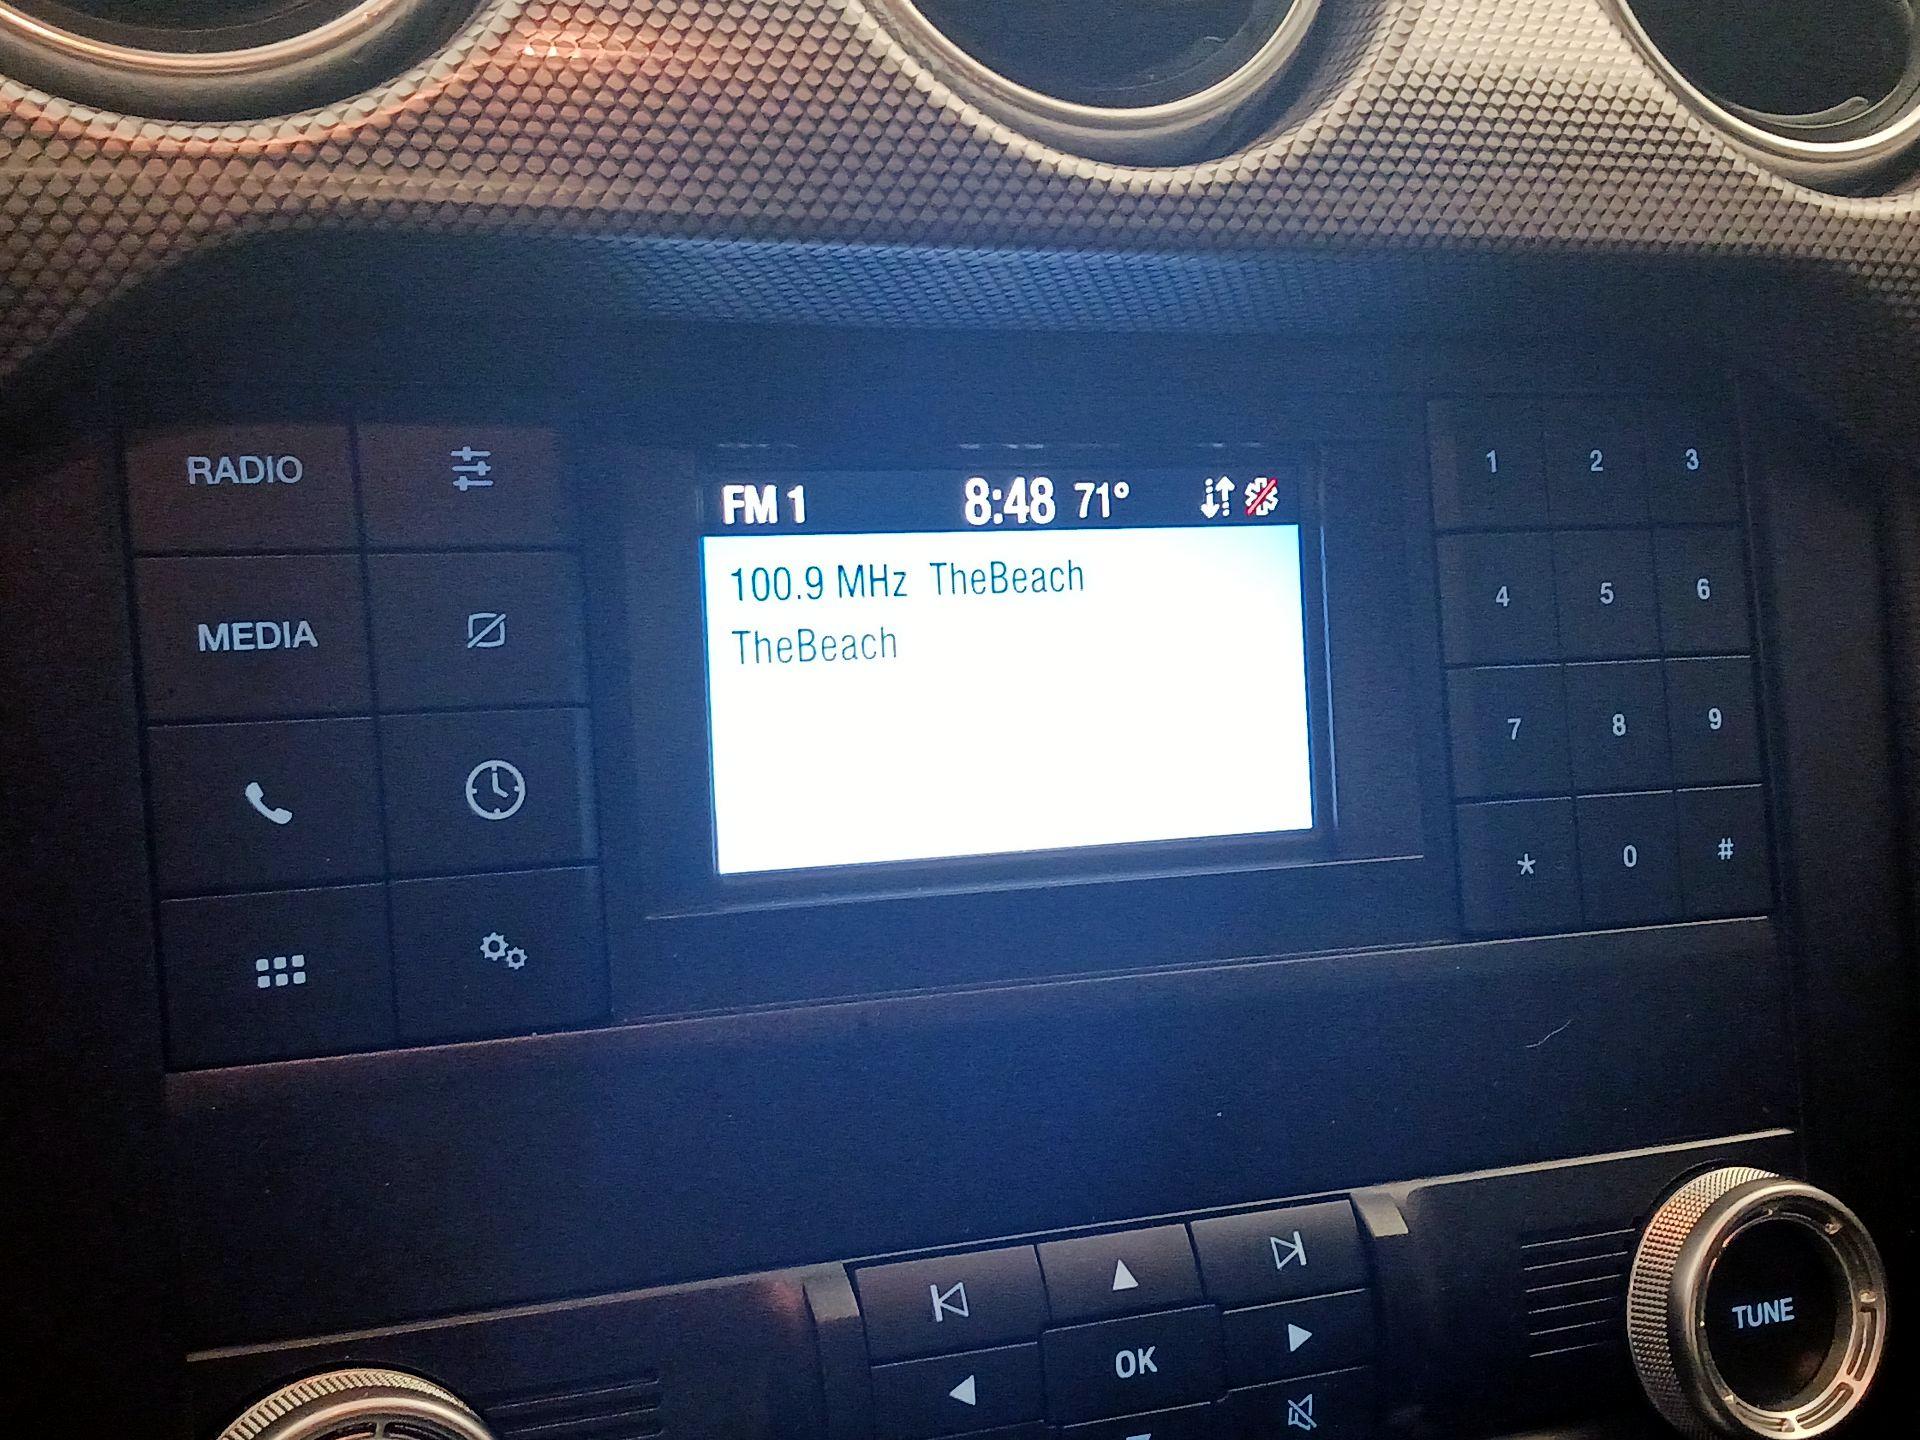 FM 1 8:48 71°
100.9 MHz TheBeach
TheBeach
RADIO
MEDIA
1 2 3
4 5 6
7 8 9
* 0 #
OK
TUNE